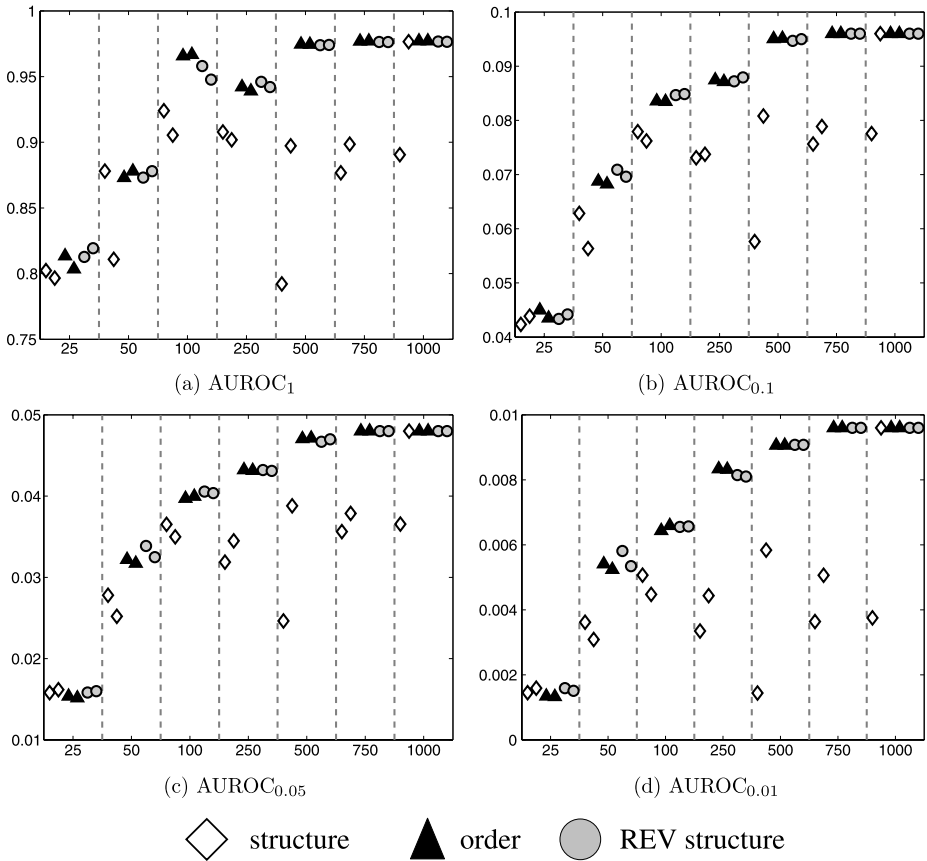 1
0.95
0.9
0.85
0.8
0.75
25 50 100 250 500 750 1000
(a) AUROC1
0.1
0.09
0.08
0.07
0.06
0.05
0.04
25 50 100 250 500 750 1000
(b) AUROC0.1
0.05
0.04
0.03
0.02
0.01
25 50 100 250 500 750 1000
(c) AUROC0.05
0.01
0.008
0.006
0.004
0.002
0
25 50 100 250 500 750 1000
(d) AUROC0.01
structure order REV structure